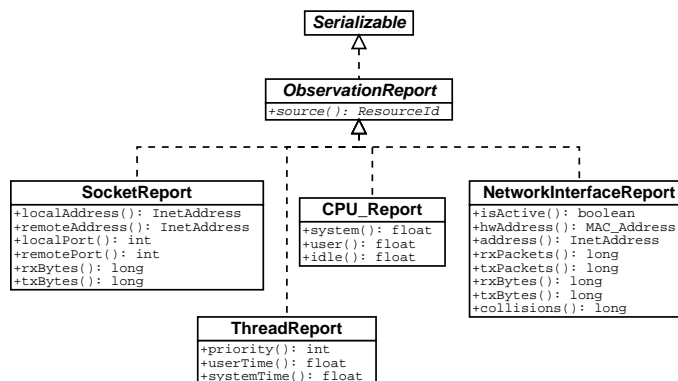 Serializable
ObservationReport
+source(): ResourceId
SocketReport
+localAddress(): InetAddress
+remoteAddress(): InetAddress
+localPort(): int
+remotePort(): int
+rxBytes(): long
+txBytes(): long
CPU_Report
+system(): float
+user(): float
+idle(): float
NetworkInterfaceReport
+isActive(): boolean
+hwAddress(): MAC_Address
+address(): InetAddress
+rxPackets(): long
+txPackets(): long
+rxBytes(): long
+txBytes(): long
+collisions(): long
ThreadReport
+priority(): int
+userTime(): float
+systemTime(): float